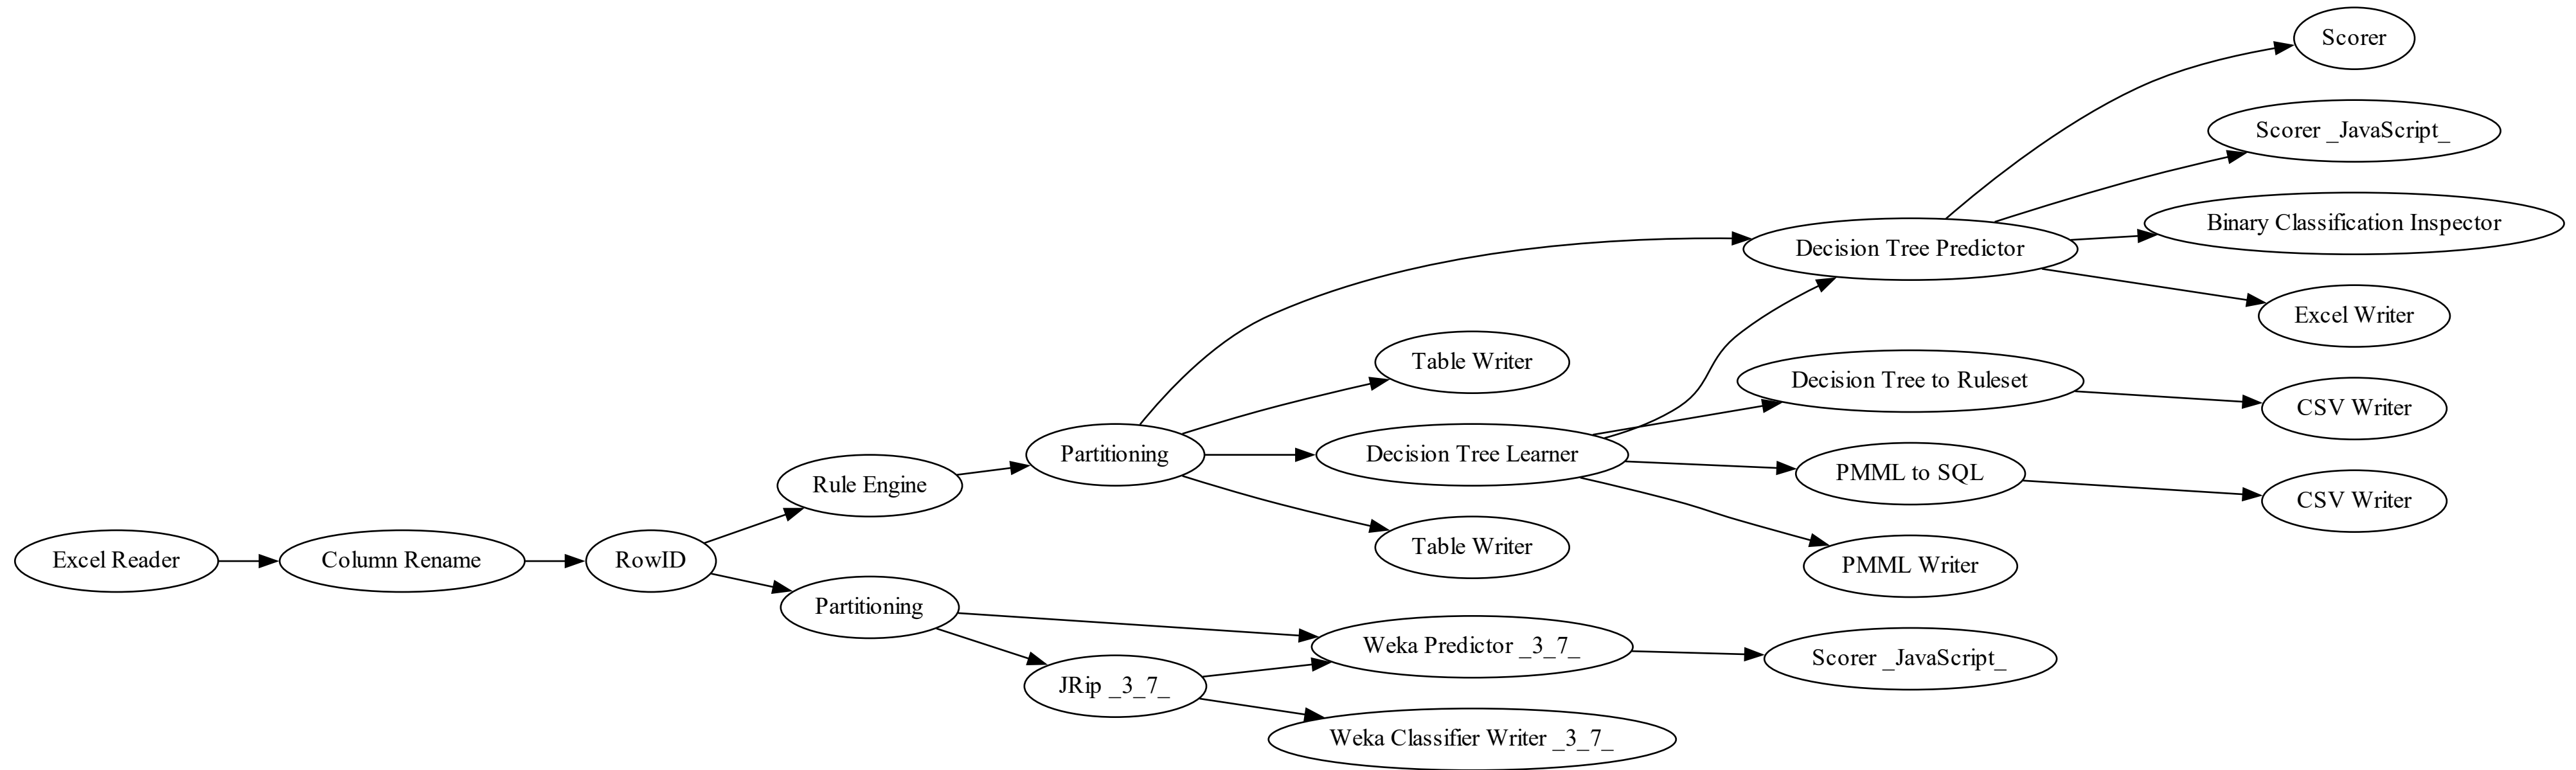 Scorer
Scorer _JavaScript_
Binary Classification Inspector
Decision Tree Predictor
Excel Writer
Table Writer
Decision Tree to Ruleset
CSV Writer
Partitioning
Decision Tree Learner
PMML to SQL
CSV Writer
Rule Engine
Table Writer
PMML Writer
Excel Reader
Column Rename
RowID
Partitioning
Weka Predictor _3_7_
Scorer _JavaScript_
JRip _3_7_
Weka Classifier Writer _3_7_